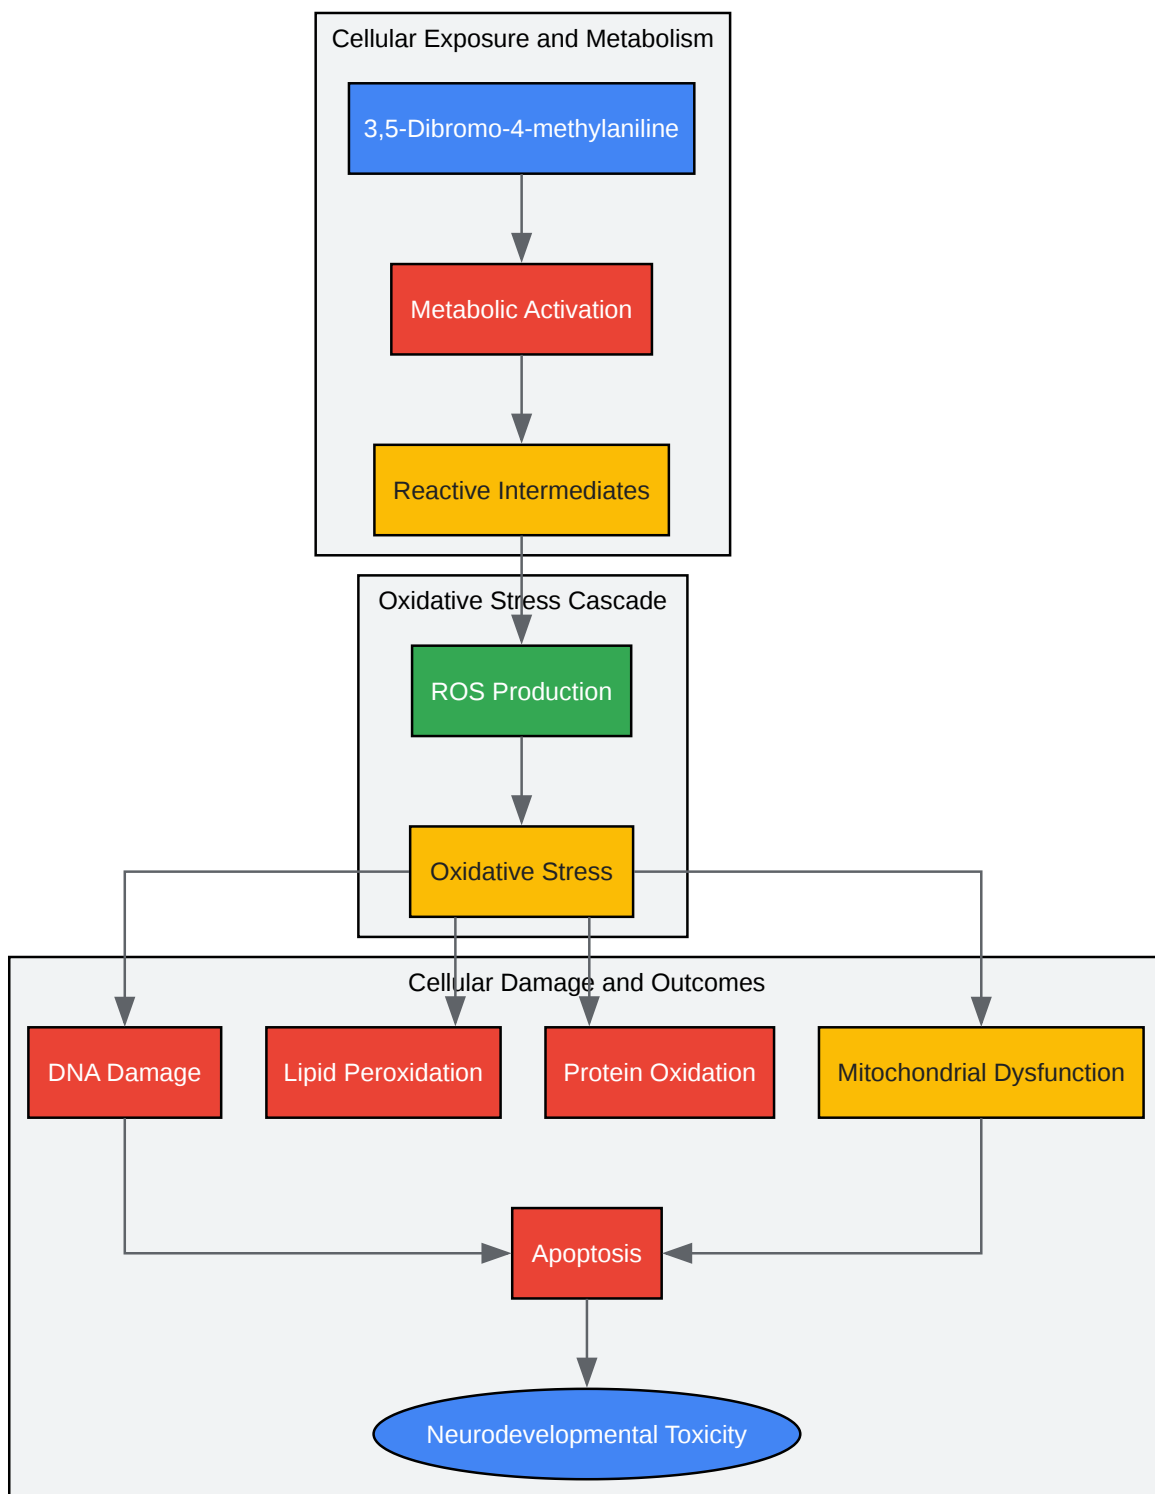 Cellular Exposure and Metabolism
3,5-Dibromo-4-methylaniline
Metabolic Activation
Reactive Intermediates
Oxidative Stress Cascade
ROS Production
Oxidative Stress
Cellular Damage and Outcomes
DNA Damage
Lipid Peroxidation
Protein Oxidation
Mitochondrial Dysfunction
Apoptosis
Neurodevelopmental Toxicity